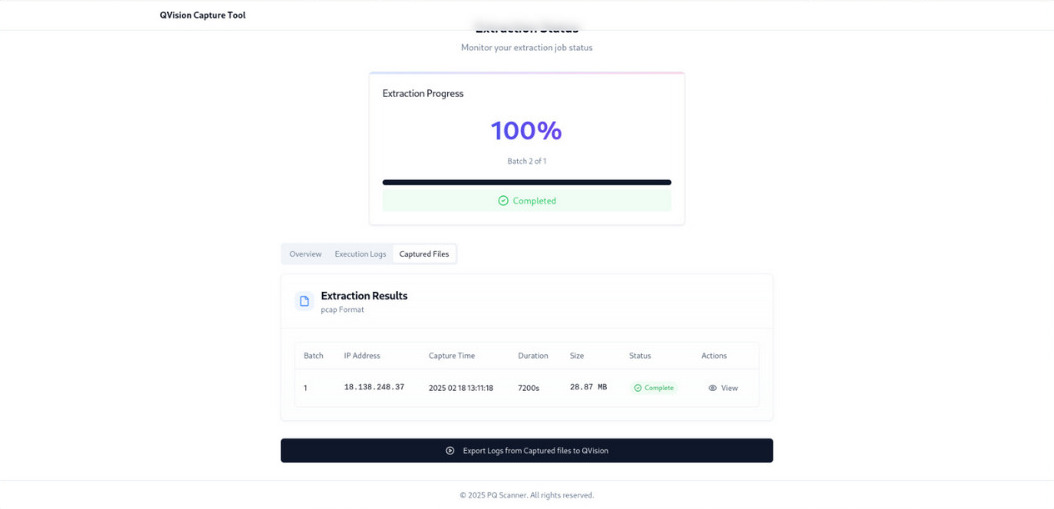 QVision Capture Tool
Extraction Status
Monitor your extraction job status
Extraction Progress
100%
Batch 2 of 1
Completed
Overview Execution Logs Captured Files
Extraction Results
pcap Format
Batch IP Address Capture Time Duration Size Status Actions
1 18.138.248.37 2025 02 18 13:11:18 7200s 28.87 MB Complete View
Export Logs from Captured files to QVision
© 2025 PQ Scanner. All rights reserved.